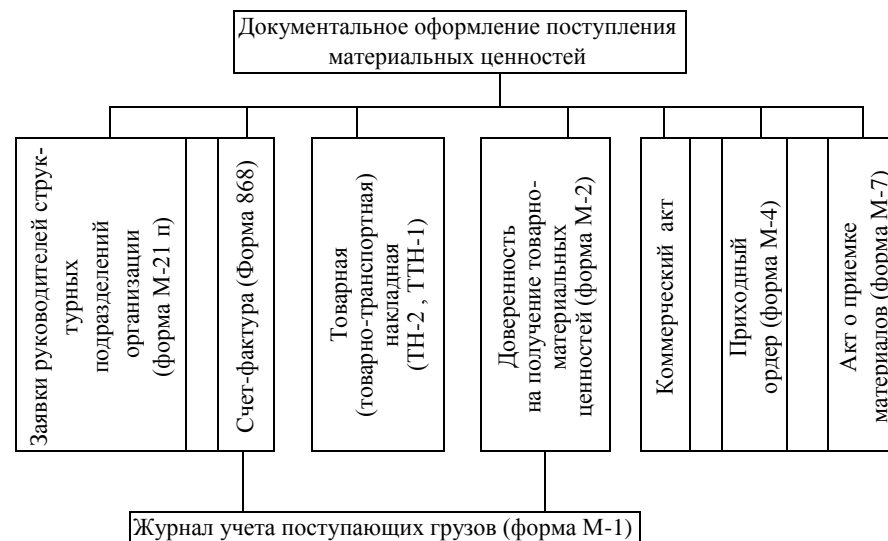 Документальное оформление поступления
материальных ценностей
Заявки руководителей струк-
турных
подразделений
организации
(форма М-21 п)
Счет-фактура (Форма 868)
Товарная
(товарно-транспортная)
накладная
(ТН-2 , ТТН-1)
Доверенность
на получение товарно-
материальных
ценностей (форма М-2)
Коммерческий акт
Приходный
ордер (форма М-4)
Акт о приемке
материалов (форма М-7)
Журнал учета поступающих грузов (форма М-1)